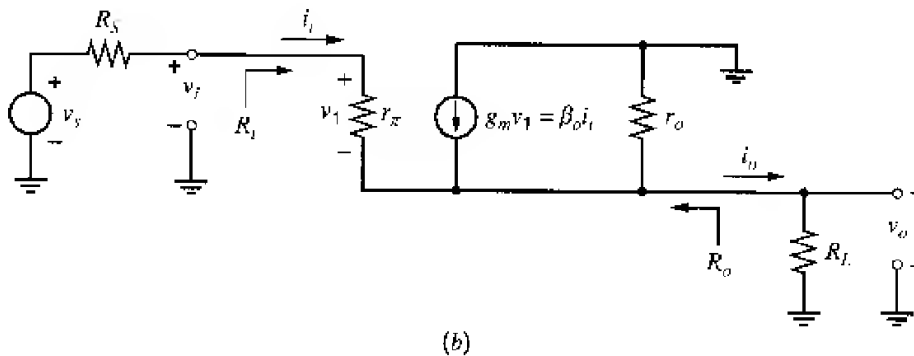 R_S
i_i
+
v_s
−
+
v_i
−
R_i
+
v_1
−
r_π
g_m v_1 = β_o i_i
r_o
i_o
R_o
R_L
v_o
(b)